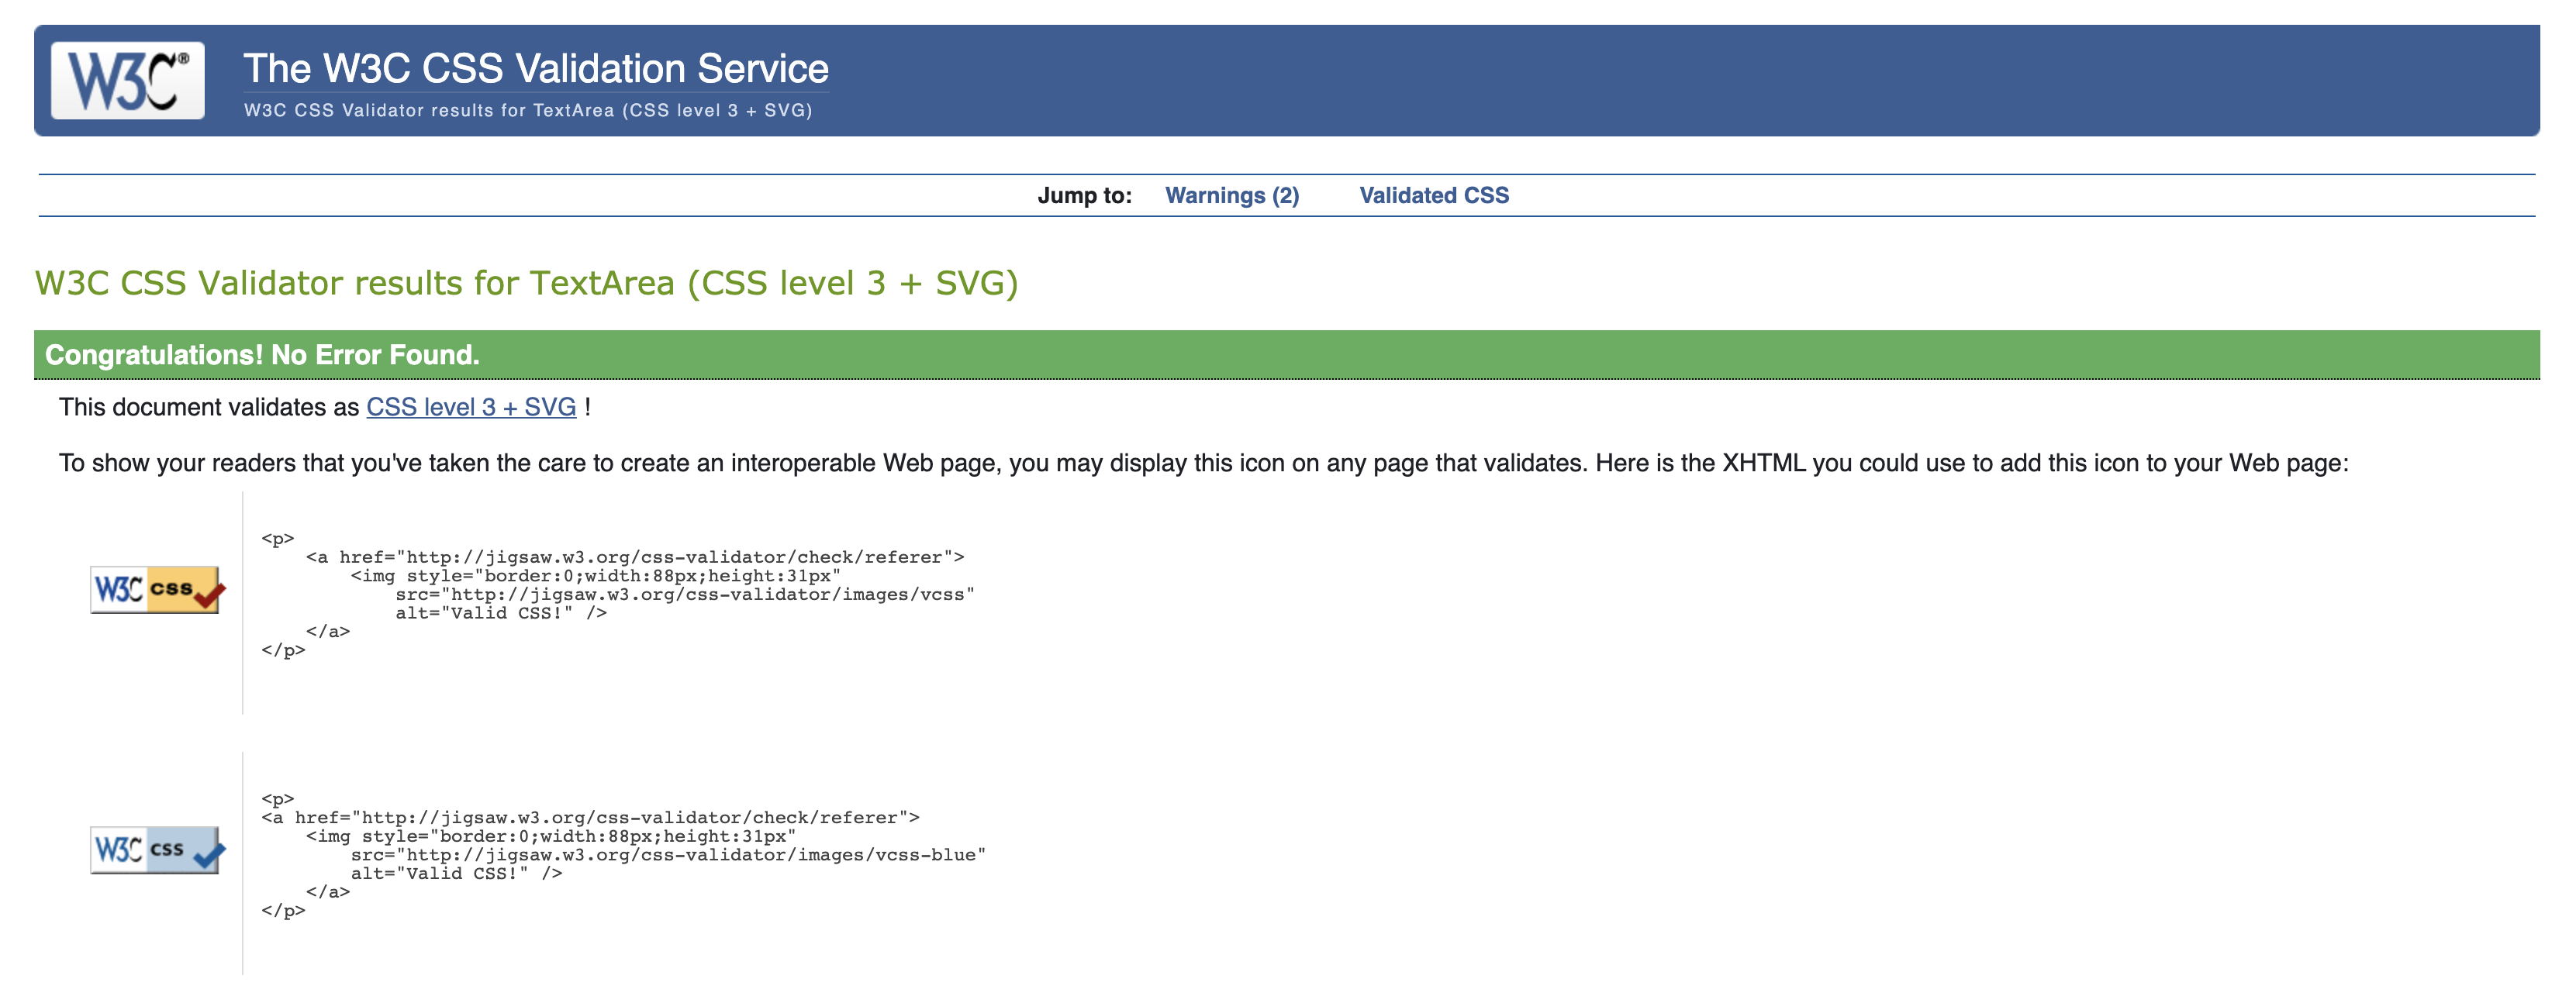 W3C®
The W3C CSS Validation Service
W3C CSS Validator results for TextArea (CSS level 3 + SVG)
Jump to: Warnings (2) Validated CSS
W3C CSS Validator results for TextArea (CSS level 3 + SVG)
Congratulations! No Error Found.
This document validates as CSS level 3 + SVG !
To show your readers that you've taken the care to create an interoperable Web page, you may display this icon on any page that validates. Here is the XHTML you could use to add this icon to your Web page:
W3C css
<p>
    <a href="http://jigsaw.w3.org/css-validator/check/referer">
        <img style="border:0;width:88px;height:31px"
            src="http://jigsaw.w3.org/css-validator/images/vcss"
            alt="Valid CSS!" />
    </a>
</p>
W3C css
<p>
<a href="http://jigsaw.w3.org/css-validator/check/referer">
    <img style="border:0;width:88px;height:31px"
        src="http://jigsaw.w3.org/css-validator/images/vcss-blue"
        alt="Valid CSS!" />
    </a>
</p>